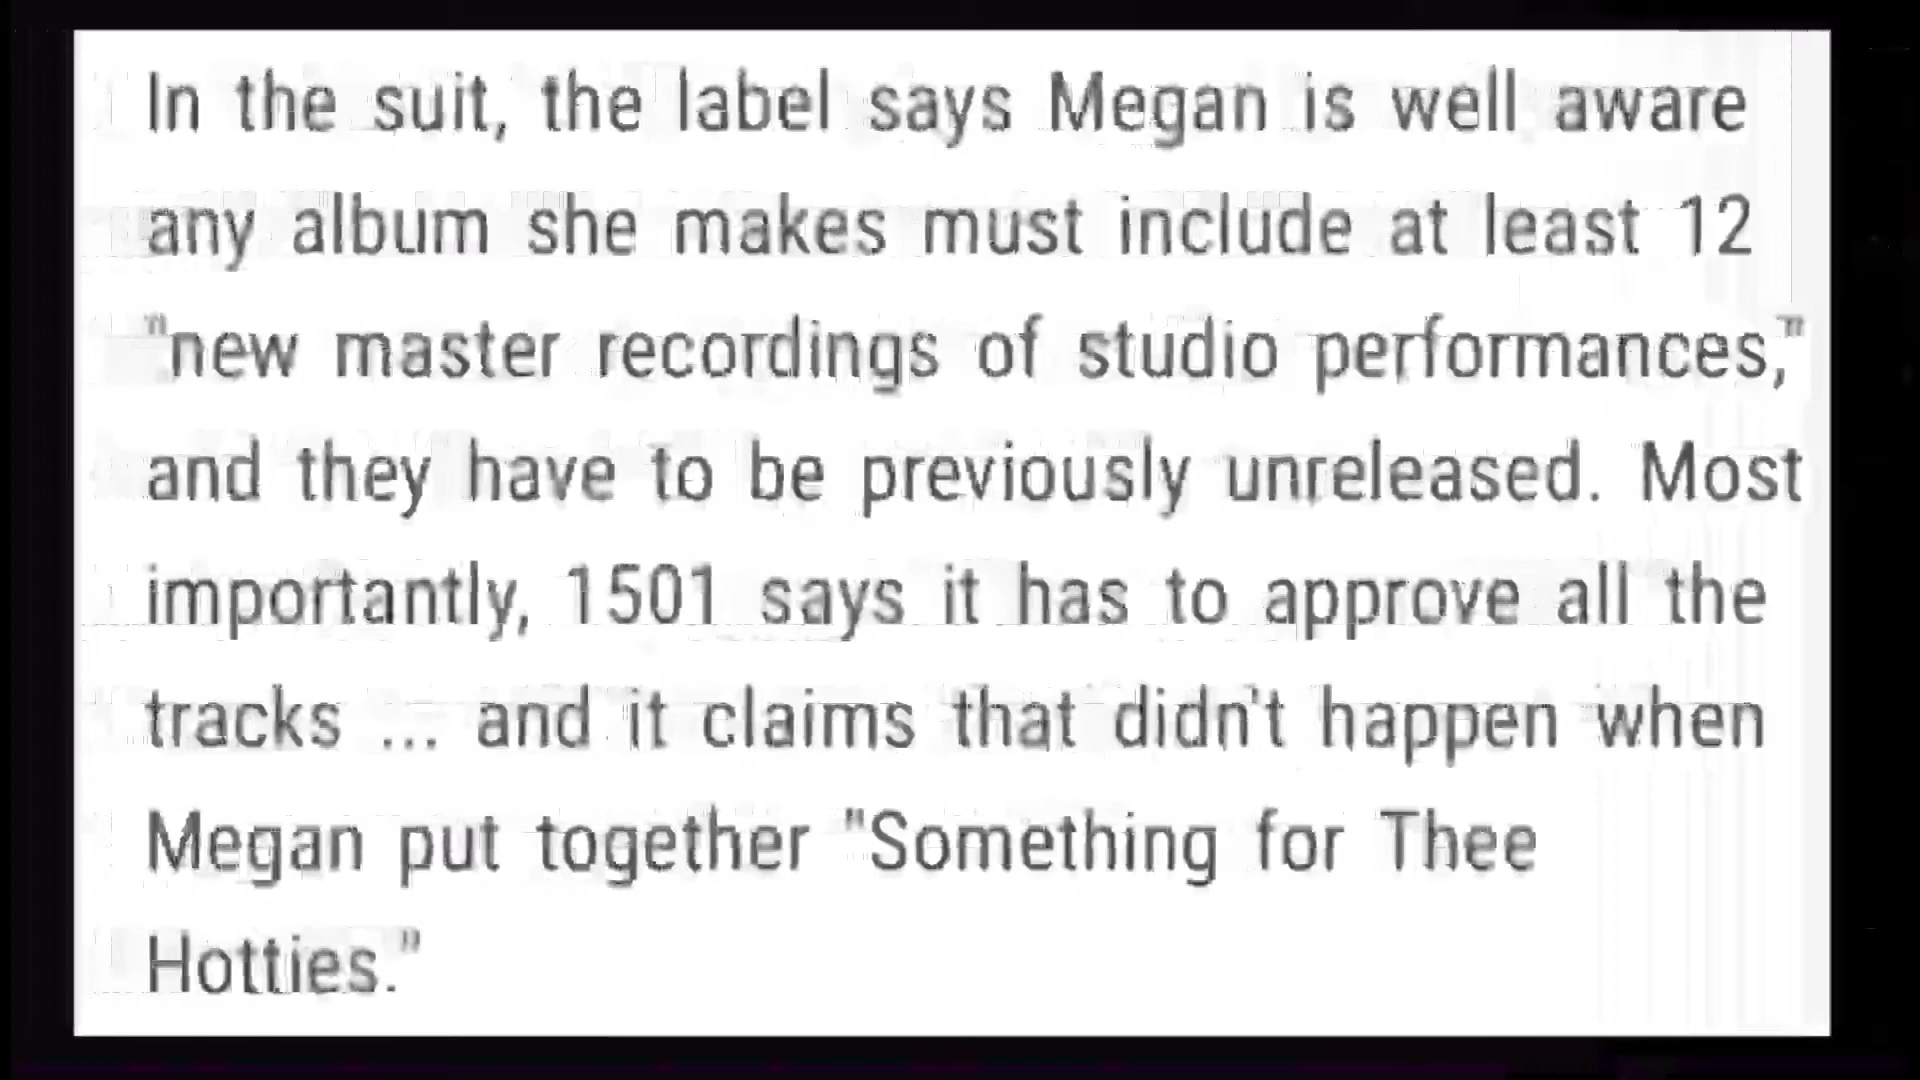 In the suit, the label says Megan is well aware
any album she makes must include at least 12
"new master recordings of studio performances,"
and they have to be previously unreleased. Most
importantly, 1501 says it has to approve all the
tracks ... and it claims that didn't happen when
Megan put together "Something for Thee
Hotties."